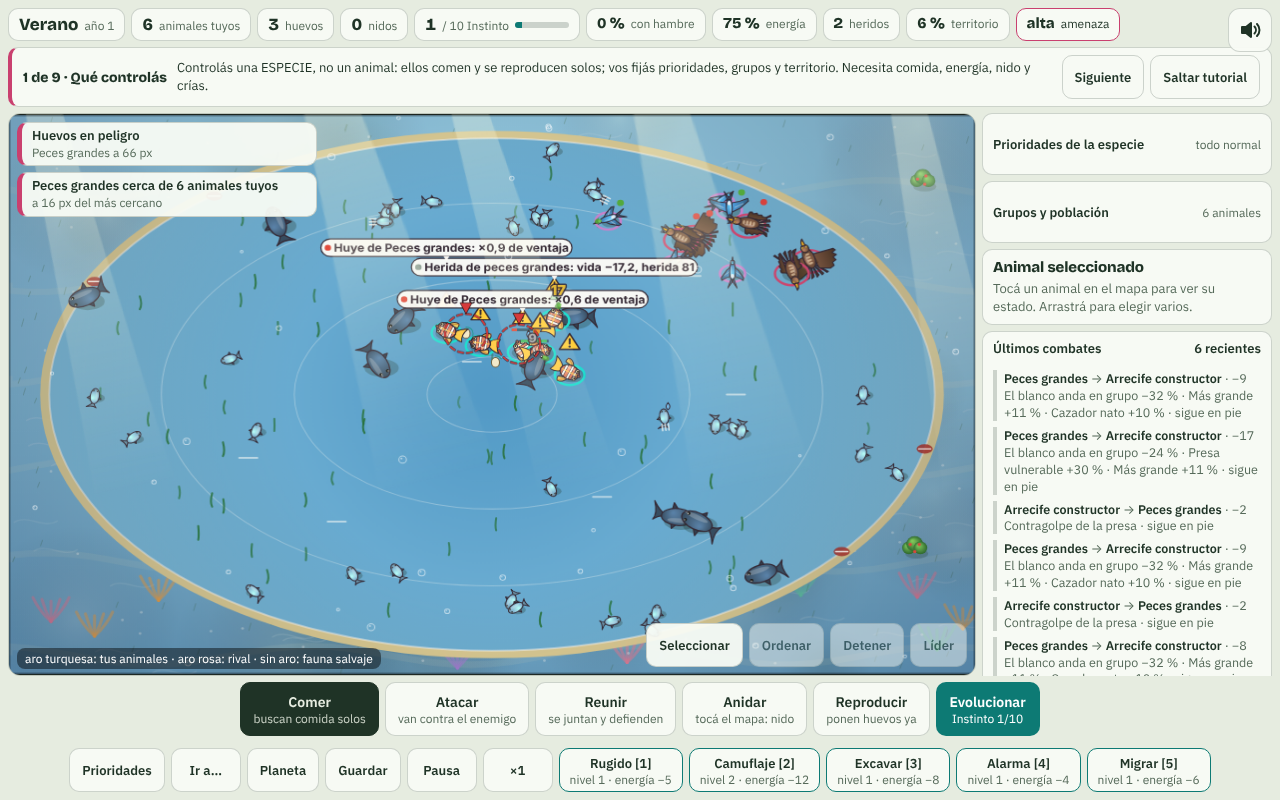 Verano año 1
6 animales tuyos
3 huevos
0 nidos
1 / 10 Instinto
0 % con hambre
75 % energía
2 heridos
6 % territorio
alta amenaza
1 de 9 · Qué controlás
Controlás una ESPECIE, no un animal: ellos comen y se reproducen solos; vos fijás prioridades, grupos y territorio. Necesita comida, energía, nido y
crías.
Siguiente
Saltar tutorial
Huevos en peligro
Peces grandes a 66 px
Peces grandes cerca de 6 animales tuyos
a 16 px del más cercano
Huye de Peces grandes: ×0,9 de ventaja
Herida de peces grandes: vida −17,2, herida 81
Huye de Peces grandes: ×0,6 de ventaja
17
aro turquesa: tus animales · aro rosa: rival · sin aro: fauna salvaje
Seleccionar
Ordenar
Detener
Líder
Prioridades de la especie todo normal
Grupos y población 6 animales
Animal seleccionado
Tocá un animal en el mapa para ver su
estado. Arrastrá para elegir varios.
Últimos combates 6 recientes
Peces grandes → Arrecife constructor · −9
El blanco anda en grupo −32 % · Más grande
+11 % · Cazador nato +10 % · sigue en pie
Peces grandes → Arrecife constructor · −17
El blanco anda en grupo −24 % · Presa
vulnerable +30 % · Más grande +11 % · sigue
en pie
Arrecife constructor → Peces grandes · −2
Contragolpe de la presa · sigue en pie
Peces grandes → Arrecife constructor · −9
El blanco anda en grupo −32 % · Más grande
+11 % · Cazador nato +10 % · sigue en pie
Arrecife constructor → Peces grandes · −2
Contragolpe de la presa · sigue en pie
Peces grandes → Arrecife constructor · −8
El blanco anda en grupo −32 % · Más grande
Comer
buscan comida solos
Atacar
van contra el enemigo
Reunir
se juntan y defienden
Anidar
tocá el mapa: nido
Reproducir
ponen huevos ya
Evolucionar
Instinto 1/10
Prioridades
Ir a...
Planeta
Guardar
Pausa
×1
Rugido [1]
nivel 1 · energía −5
Camuflaje [2]
nivel 2 · energía −12
Excavar [3]
nivel 1 · energía −8
Alarma [4]
nivel 1 · energía −4
Migrar [5]
nivel 1 · energía −6